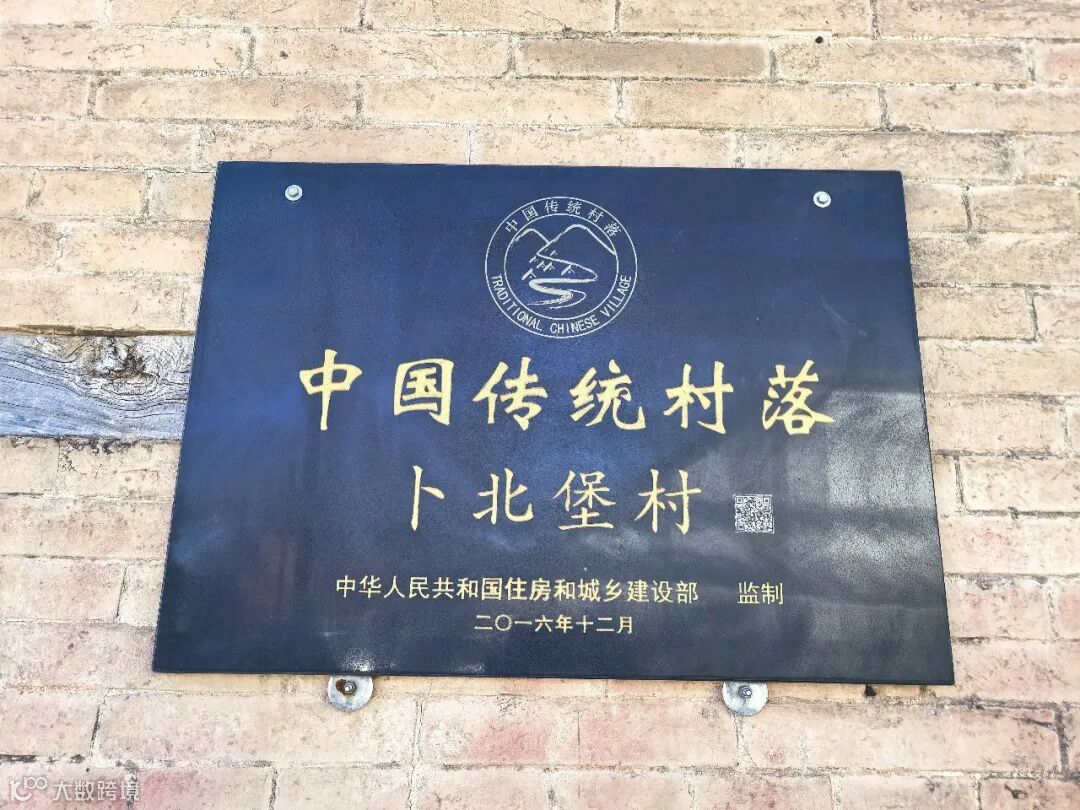 中国传统村落
TRADITIONAL CHINESE VILLAGE
中国传统村落
卜北堡村
中华人民共和国住房和城乡建设部 监制
二〇一六年十二月
大数跨境